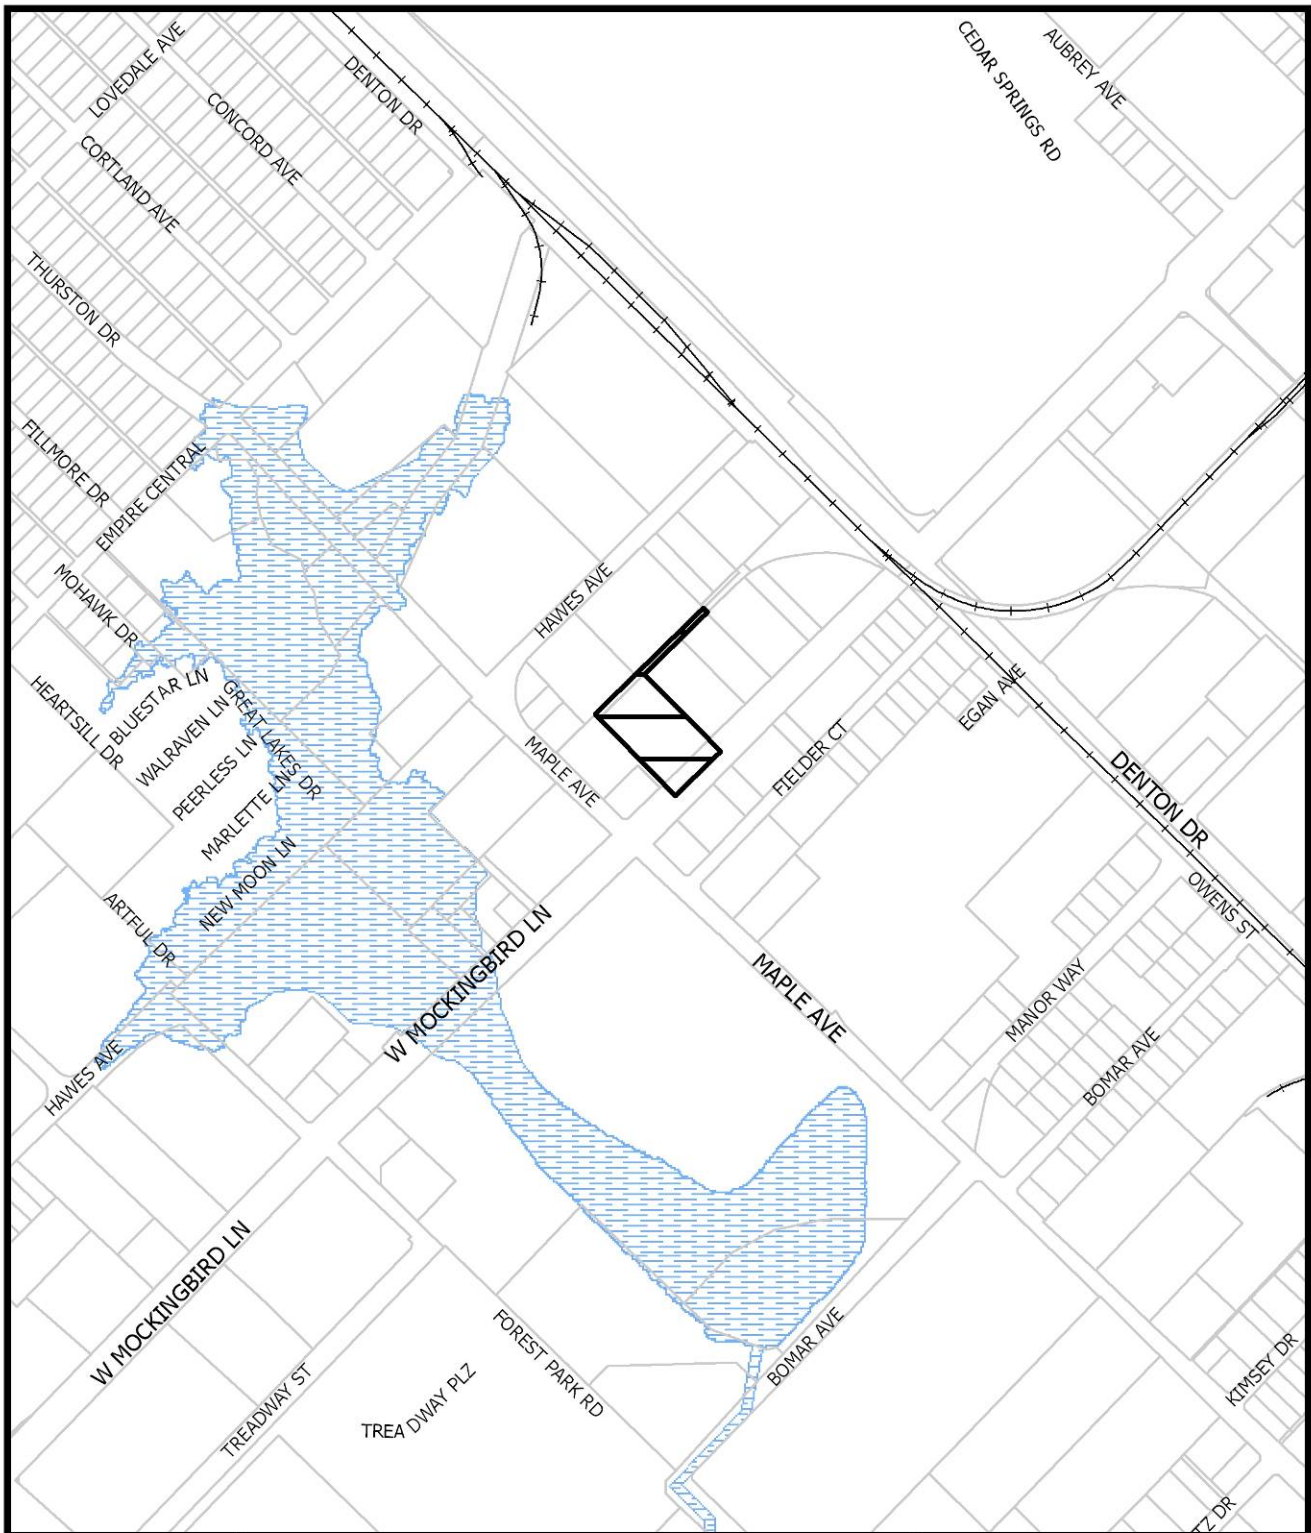 LOVEDALE AVE
CONCORD AVE
CORTLAND AVE
DENTON DR
CEDAR SPRINGS RD
AUBREY AVE
THURSTON DR
FILLMORE DR
EMPIRE CENTRAL
MOHAWK DR
HAWES AVE
HEARTSILL DR
BLUESTAR LN
WALRAVEN LN
PEERLESS LN
MARLETTE LN
GREAT LAKES DR
NEW MOON LN
ARTFUL DR
MAPLE AVE
FIELDER CT
EGAN AVE
DENTON DR
OWENS ST
W MOCKINGBIRD LN
MAPLE AVE
MANOR WAY
BOMAR AVE
HAWES AVE
W MOCKINGBIRD LN
TREADWAY ST
TREADWAY PLZ
FOREST PARK RD
BOMAR AVE
KIMSEY DR
TZ DR